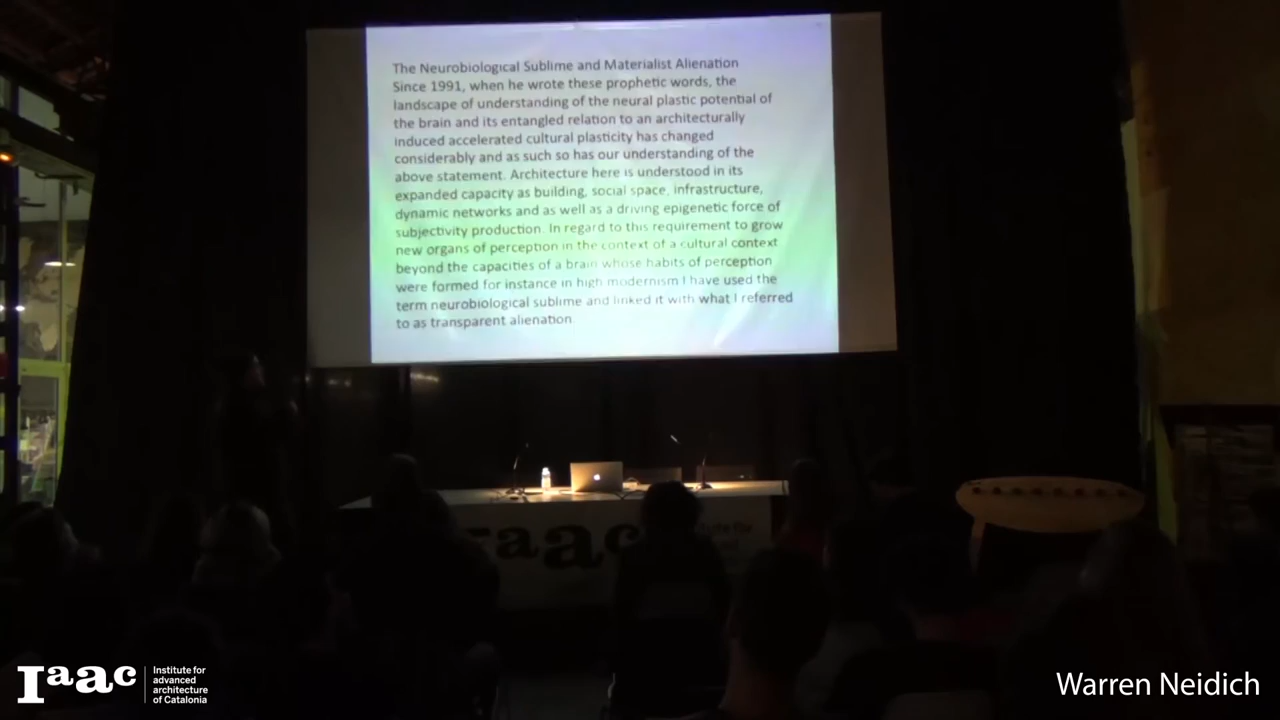 The Neurobiological Sublime and Materialist Alienation
Since 1991, when he wrote these prophetic words, the
landscape of understanding of the neural plastic potential of
the brain and its entangled relation to an architecturally
induced accelerated cultural plasticity has changed
considerably and as such so has our understanding of the
above statement. Architecture here is understood in its
expanded capacity as building, social space, infrastructure,
dynamic networks and as well as a driving epigenetic force of
subjectivity production. In regard to this requirement to grow
new organs of perception in the context of a cultural context
beyond the capacities of a brain whose habits of perception
were formed for instance in high modernism I have used the
term neurobiological sublime and linked it with what I referred
to as transparent alienation
Iaac
Institute for
advanced
architecture
of Catalonia
Warren Neidich